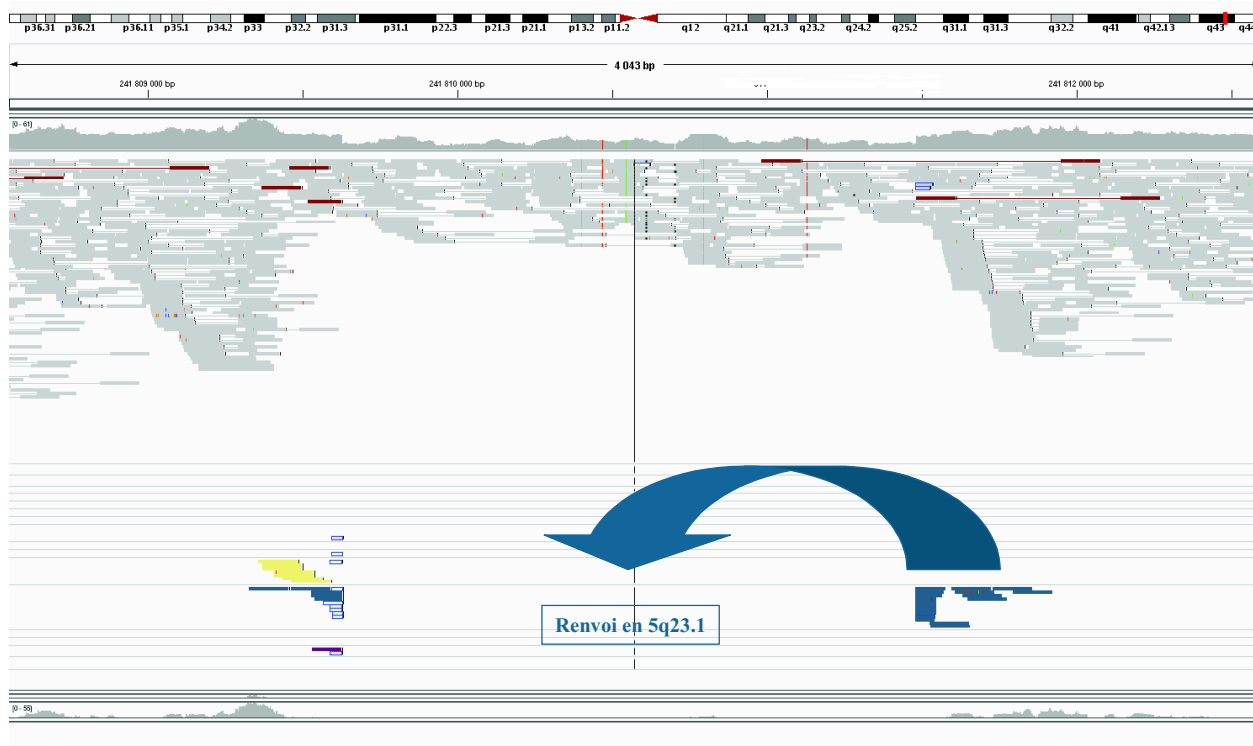 p36.31 p36.21 p36.11 p35.1 p34.2 p33 p32.2 p31.3 p31.1 p22.3 p21.3 p21.1 p13.2 p11.2 q12 q21.1 q21.3 q23.2 q24.2 q25.2 q31.1 q31.3 q32.2 q41 q42.13 q43 q44
4 043 bp
241 809 000 bp 241 810 000 bp 241 812 000 bp
[0 - 61]
Renvoi en 5q23.1
[0 - 55]